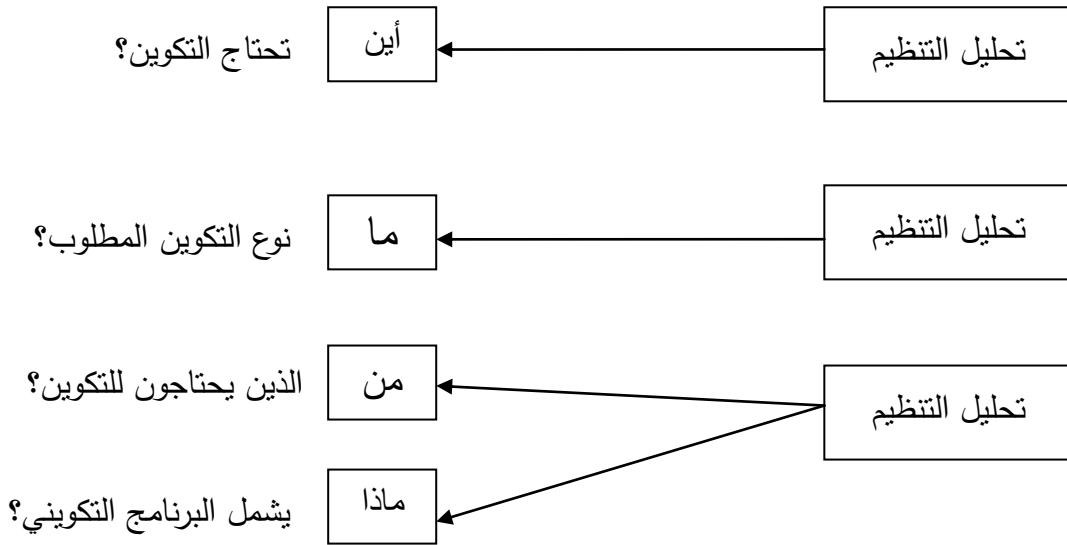 تحليل التنظيم
أين
تحتاج التكوين؟
تحليل التنظيم
ما
نوع التكوين المطلوب؟
تحليل التنظيم
من
الذين يحتاجون للتكوين؟
ماذا
يشمل البرنامج التكويني؟